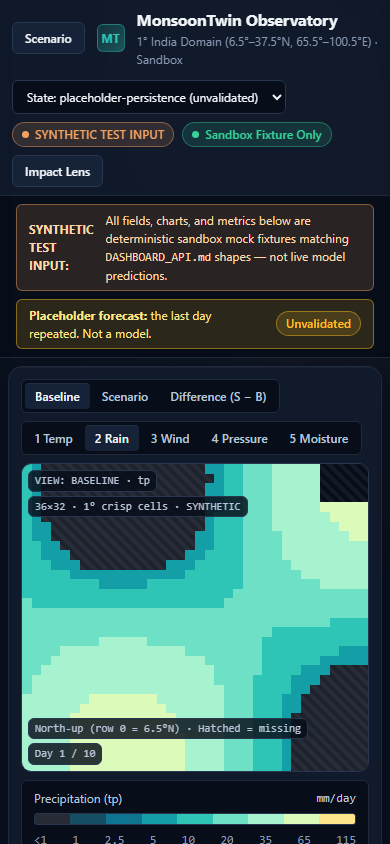 Scenario
MT
MonsoonTwin Observatory
1° India Domain (6.5°–37.5°N, 65.5°–100.5°E) ·
Sandbox
State: placeholder-persistence (unvalidated)
SYNTHETIC TEST INPUT
Sandbox Fixture Only
Impact Lens
SYNTHETIC
TEST
INPUT:
All fields, charts, and metrics below are
deterministic sandbox mock fixtures matching
DASHBOARD_API.md shapes — not live model
predictions.
Placeholder forecast: the last day
repeated. Not a model.
Unvalidated
Baseline
Scenario
Difference (S − B)
1 Temp
2 Rain
3 Wind
4 Pressure
5 Moisture
VIEW: BASELINE · tp
36×32 · 1° crisp cells · SYNTHETIC
North-up (row 0 = 6.5°N) · Hatched = missing
Day 1 / 10
Precipitation (tp)
mm/day
<1 1 2.5 5 10 20 35 65 115